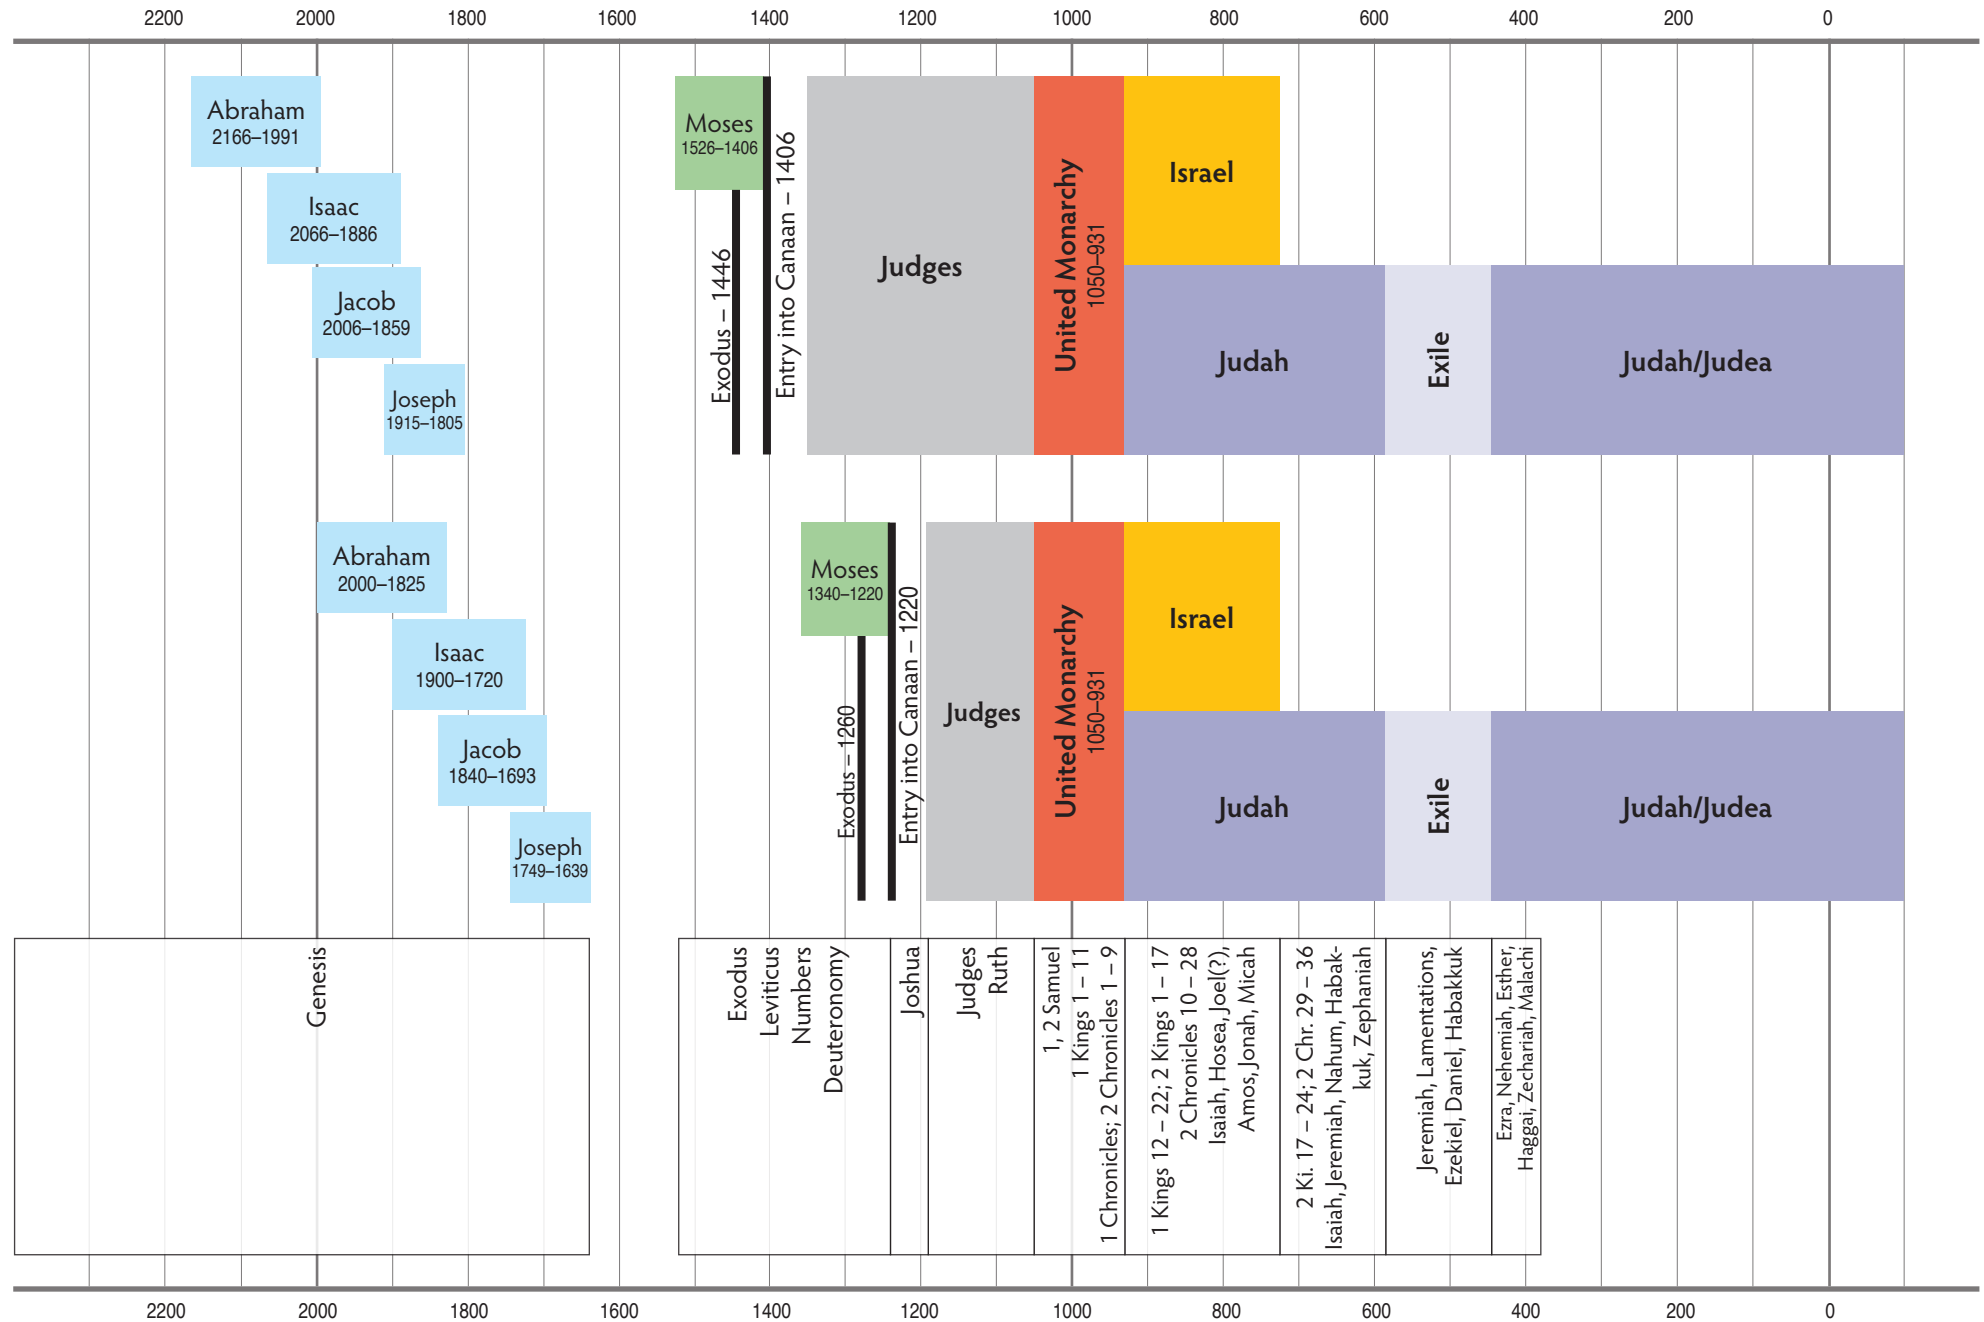 2200 2000 1800 1600 1400 1200 1000 800 600 400 200 0
Abraham
2166–1991
Isaac
2066–1886
Jacob
2006–1859
Joseph
1915–1805
Moses
1526–1406
Exodus – 1446
Entry into Canaan – 1406
Judges
United Monarchy
1050–931
Israel
Judah
Exile
Judah/Judea
Abraham
2000–1825
Isaac
1900–1720
Jacob
1840–1693
Joseph
1749–1639
Moses
1340–1220
Exodus – 1260
Entry into Canaan – 1220
Judges
United Monarchy
1050–931
Israel
Judah
Exile
Judah/Judea
Genesis
Exodus
Leviticus
Numbers
Deuteronomy
Joshua
Judges
Ruth
1, 2 Samuel
1 Kings 1 – 11
1 Chronicles; 2 Chronicles 1 – 9
1 Kings 12 – 22; 2 Kings 1 – 17
2 Chronicles 10 – 28
Isaiah, Hosea, Joel(?),
Amos, Jonah, Micah
2 Ki. 17 – 24; 2 Chr. 29 – 36
Isaiah, Jeremiah, Nahum, Habak-
kuk, Zephaniah
Jeremiah, Lamentations,
Ezekiel, Daniel, Habakkuk
Ezra, Nehemiah, Esther,
Haggai, Zechariah, Malachi
2200 2000 1800 1600 1400 1200 1000 800 600 400 200 0